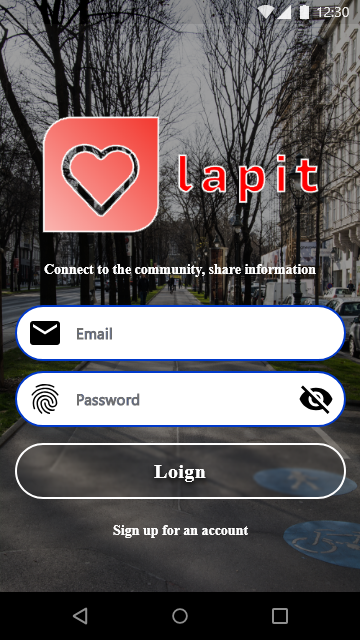 12:30
lapit
Connect to the community, share information
Email
Password
Loign
Sign up for an account